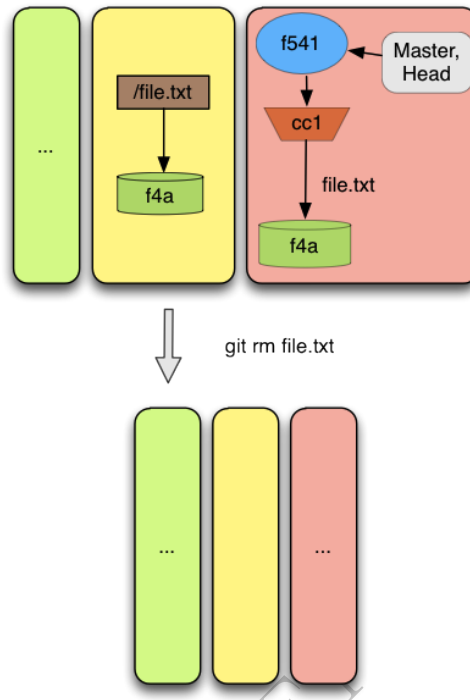 ...
/file.txt
f4a
f541
Master,
Head
cc1
file.txt
f4a
git rm file.txt
...
...